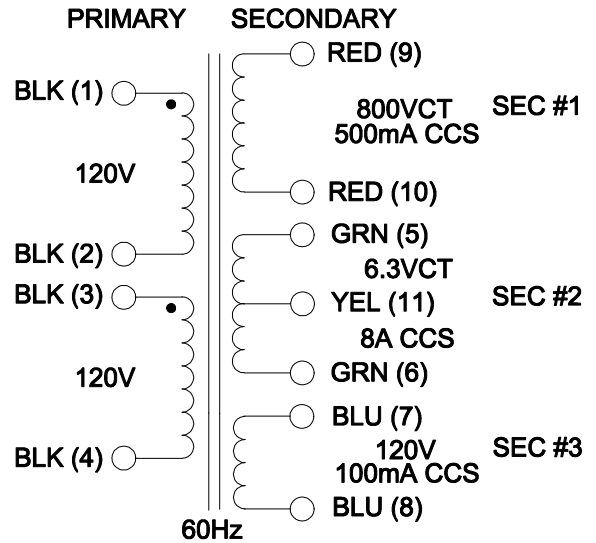 PRIMARY SECONDARY
RED (9)
BLK (1)
800VCT SEC #1
500mA CCS
120V
RED (10)
GRN (5)
BLK (2)
6.3VCT
BLK (3) YEL (11) SEC #2
8A CCS
120V GRN (6)
BLU (7)
120V SEC #3
BLK (4) 100mA CCS
BLU (8)
60Hz